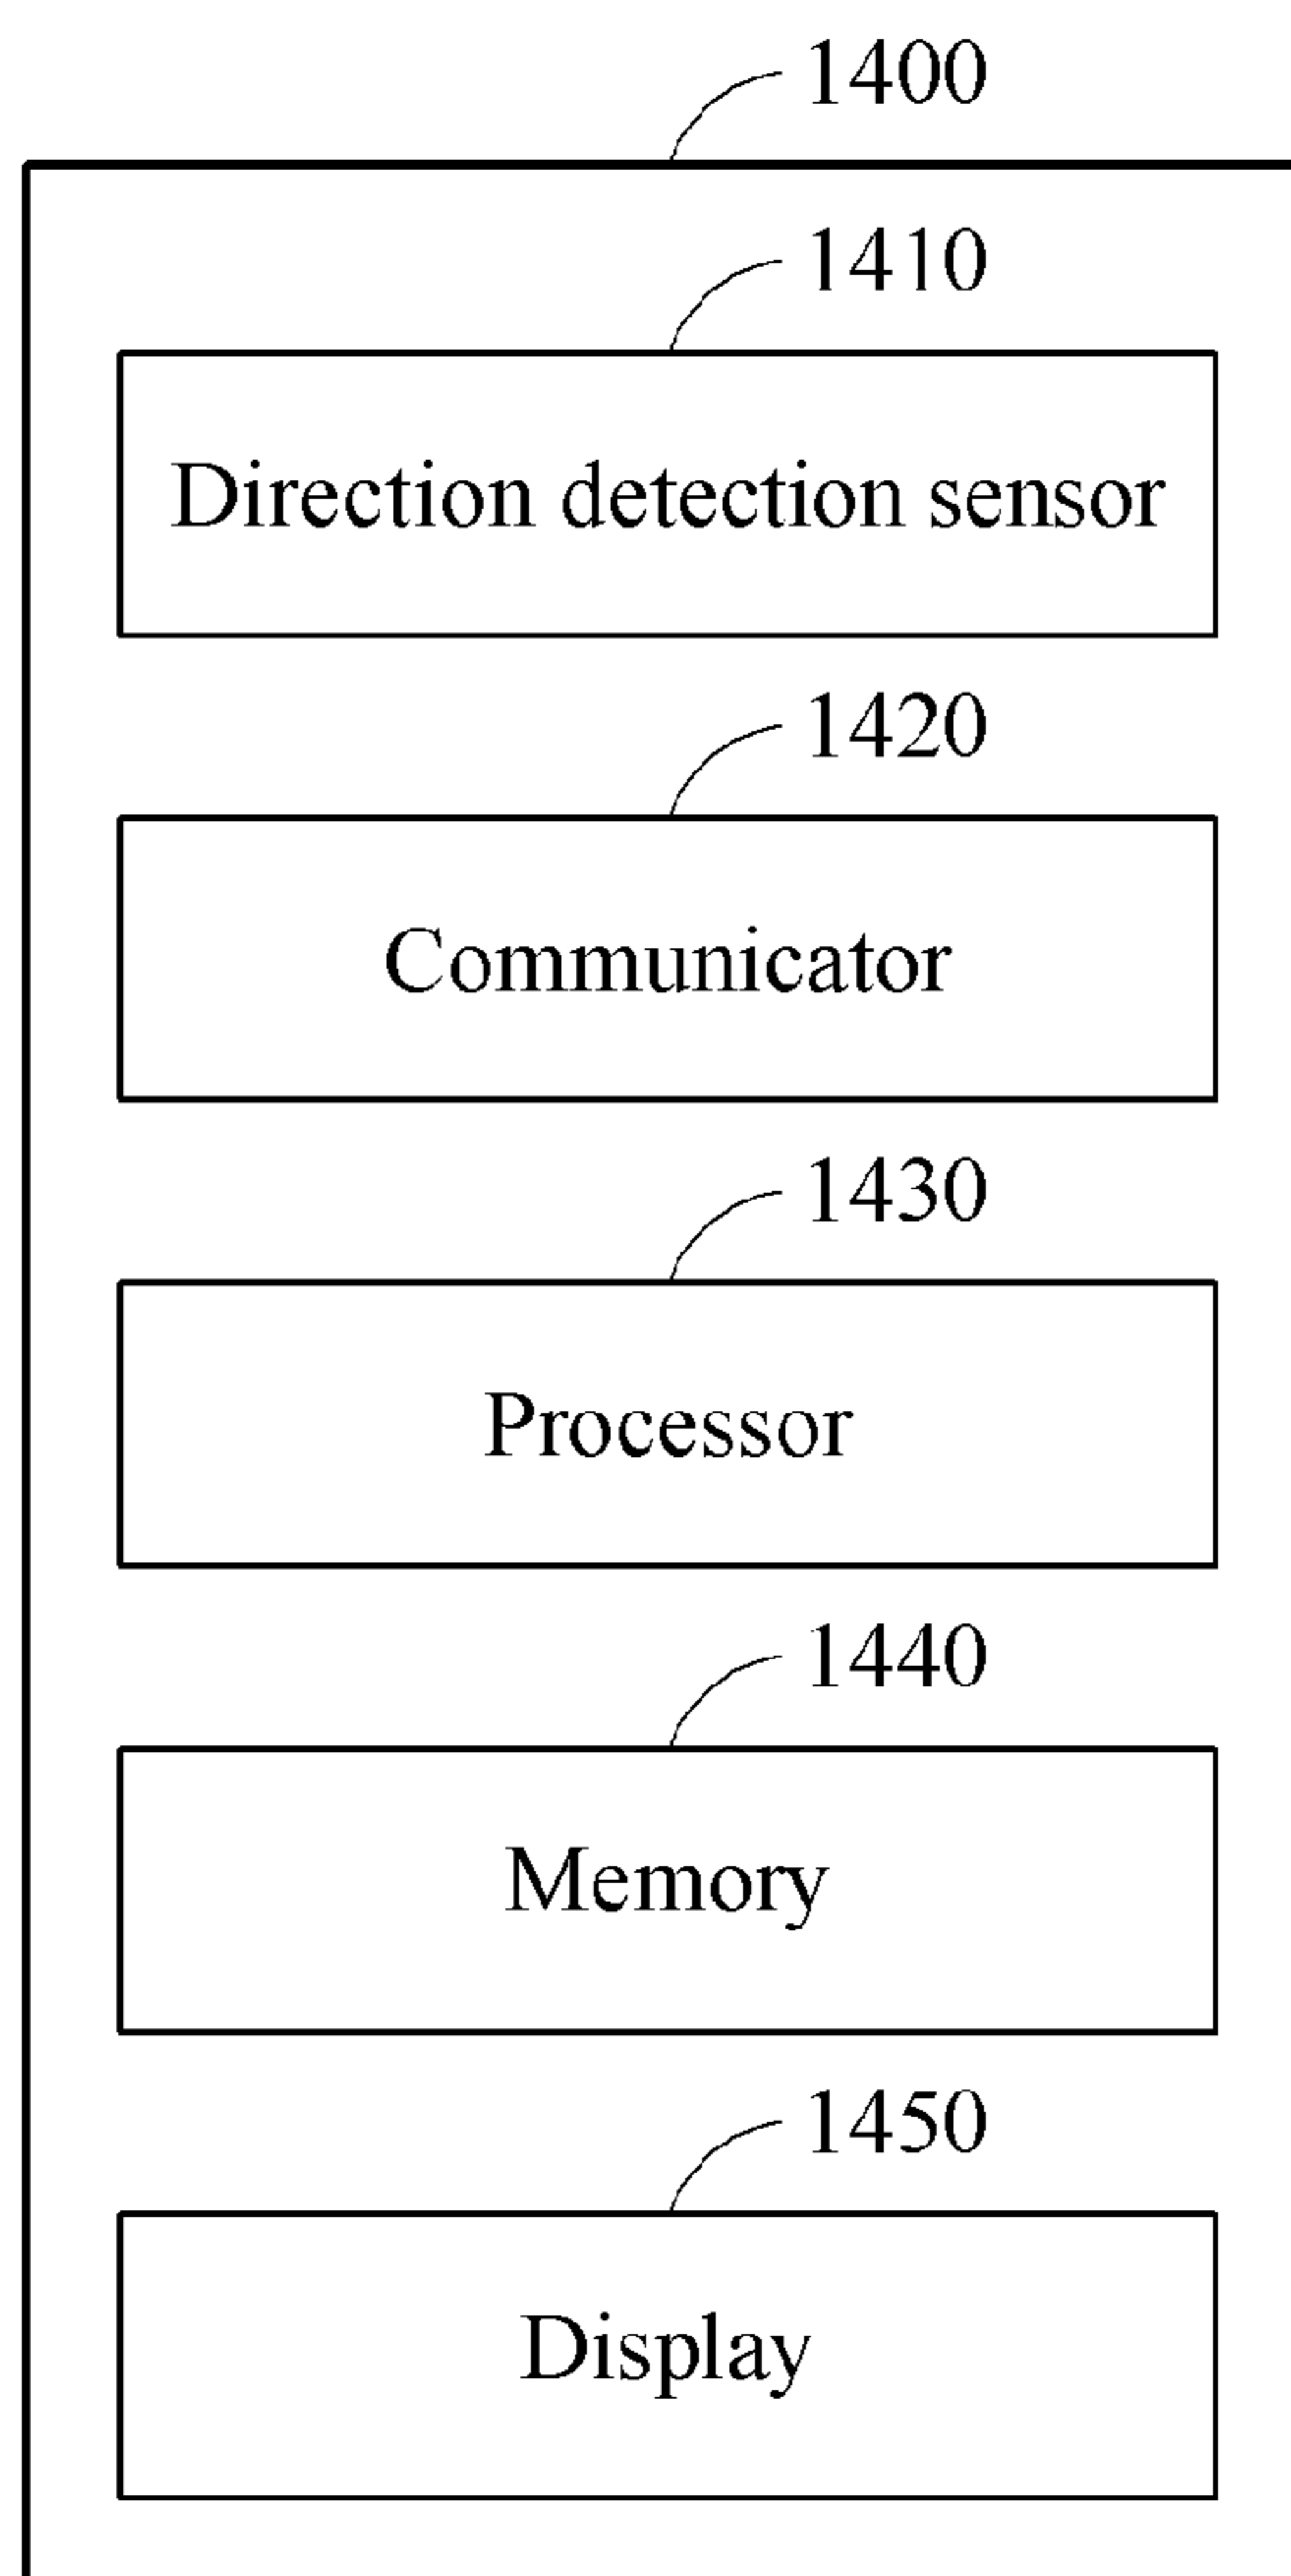 1400
1410
Direction detection sensor
1420
Communicator
1430
Processor
1440
Memory
1450
Display